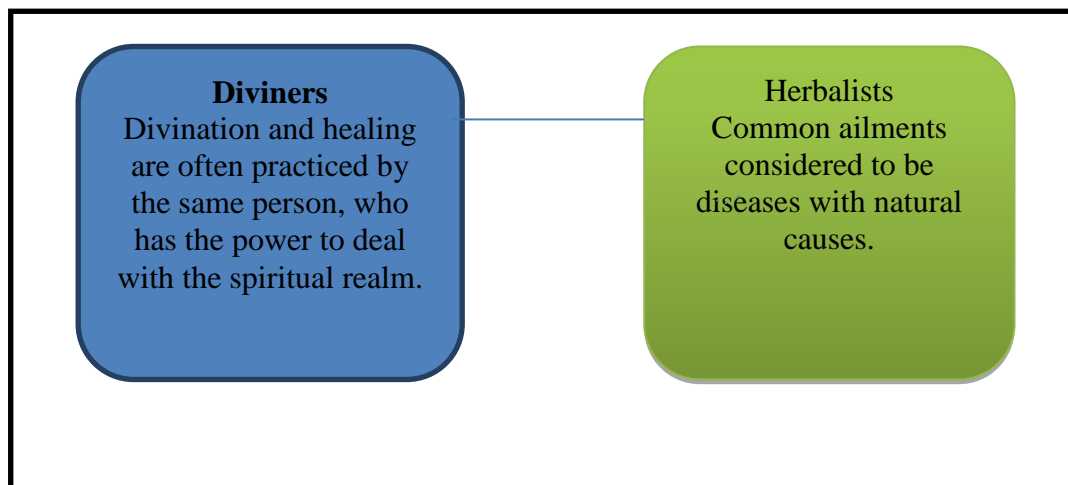 Diviners
Divination and healing
are often practiced by
the same person, who
has the power to deal
with the spiritual realm.
Herbalists
Common ailments
considered to be
diseases with natural
causes.